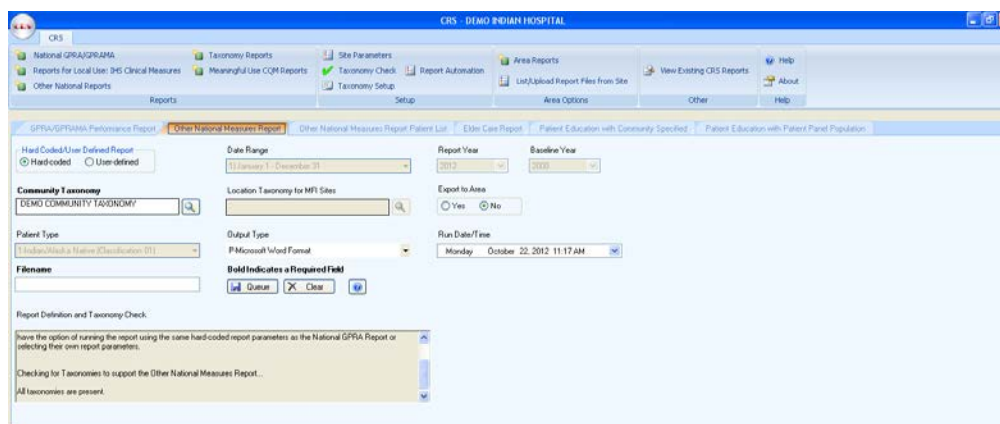 CRS - DEMO INDIAN HOSPITAL
CRS
National GPRA/GPRAMA
Reports for Local Use: IHS Clinical Measures
Other National Reports
Taxonomy Reports
Meaningful Use CQM Reports
Reports
Site Parameters
Taxonomy Check
Taxonomy Setup
Report Automation
Setup
Area Reports
List/Upload Report Files from Site
Area Options
View Existing CRS Reports
Other
Help
About
Help
GPRA/GPRAMA Performance Report
Other National Measures Report
Other National Measures Report Patient List
Elder Care Report
Patient Education with Community Specified
Patient Education with Patient Panel Population
Hard Coded/User Defined Report
Hard-coded
User-defined
Date Range
1) January 1 - December 31
Report Year
2012
Baseline Year
2000
Community Taxonomy
DEMO COMMUNITY TAXONOMY
Location Taxonomy for MFI Sites
Export to Area
Yes
No
Patient Type
1-Indian/Alaska Native (Classification 01)
Output Type
P-Microsoft Word Format
Run Date/Time
Monday October 22, 2012 11:17 AM
Filename
Bold Indicates a Required Field
Queue
Clear
Report Definition and Taxonomy Check
have the option of running the report using the same hard-coded report parameters as the National GPRA Report or
selecting their own report parameters.
Checking for Taxonomies to support the Other National Measures Report...
All taxonomies are present.